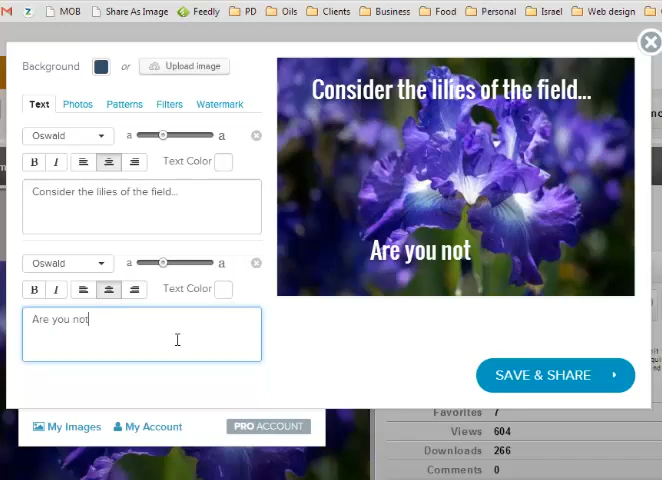 MOB Share As Image Feedly PD Oils Clients Business Food Personal Israel Web design
Background or Upload image
Text Photos Patterns Filters Watermark
Oswald a a
B I Text Color
Consider the lilies of the field...
Oswald a a
B I Text Color
Are you not
Consider the lilies of the field...
Are you not
SAVE & SHARE
My Images My Account PRO ACCOUNT
Favorites 7
Views 604
Downloads 266
Comments 0